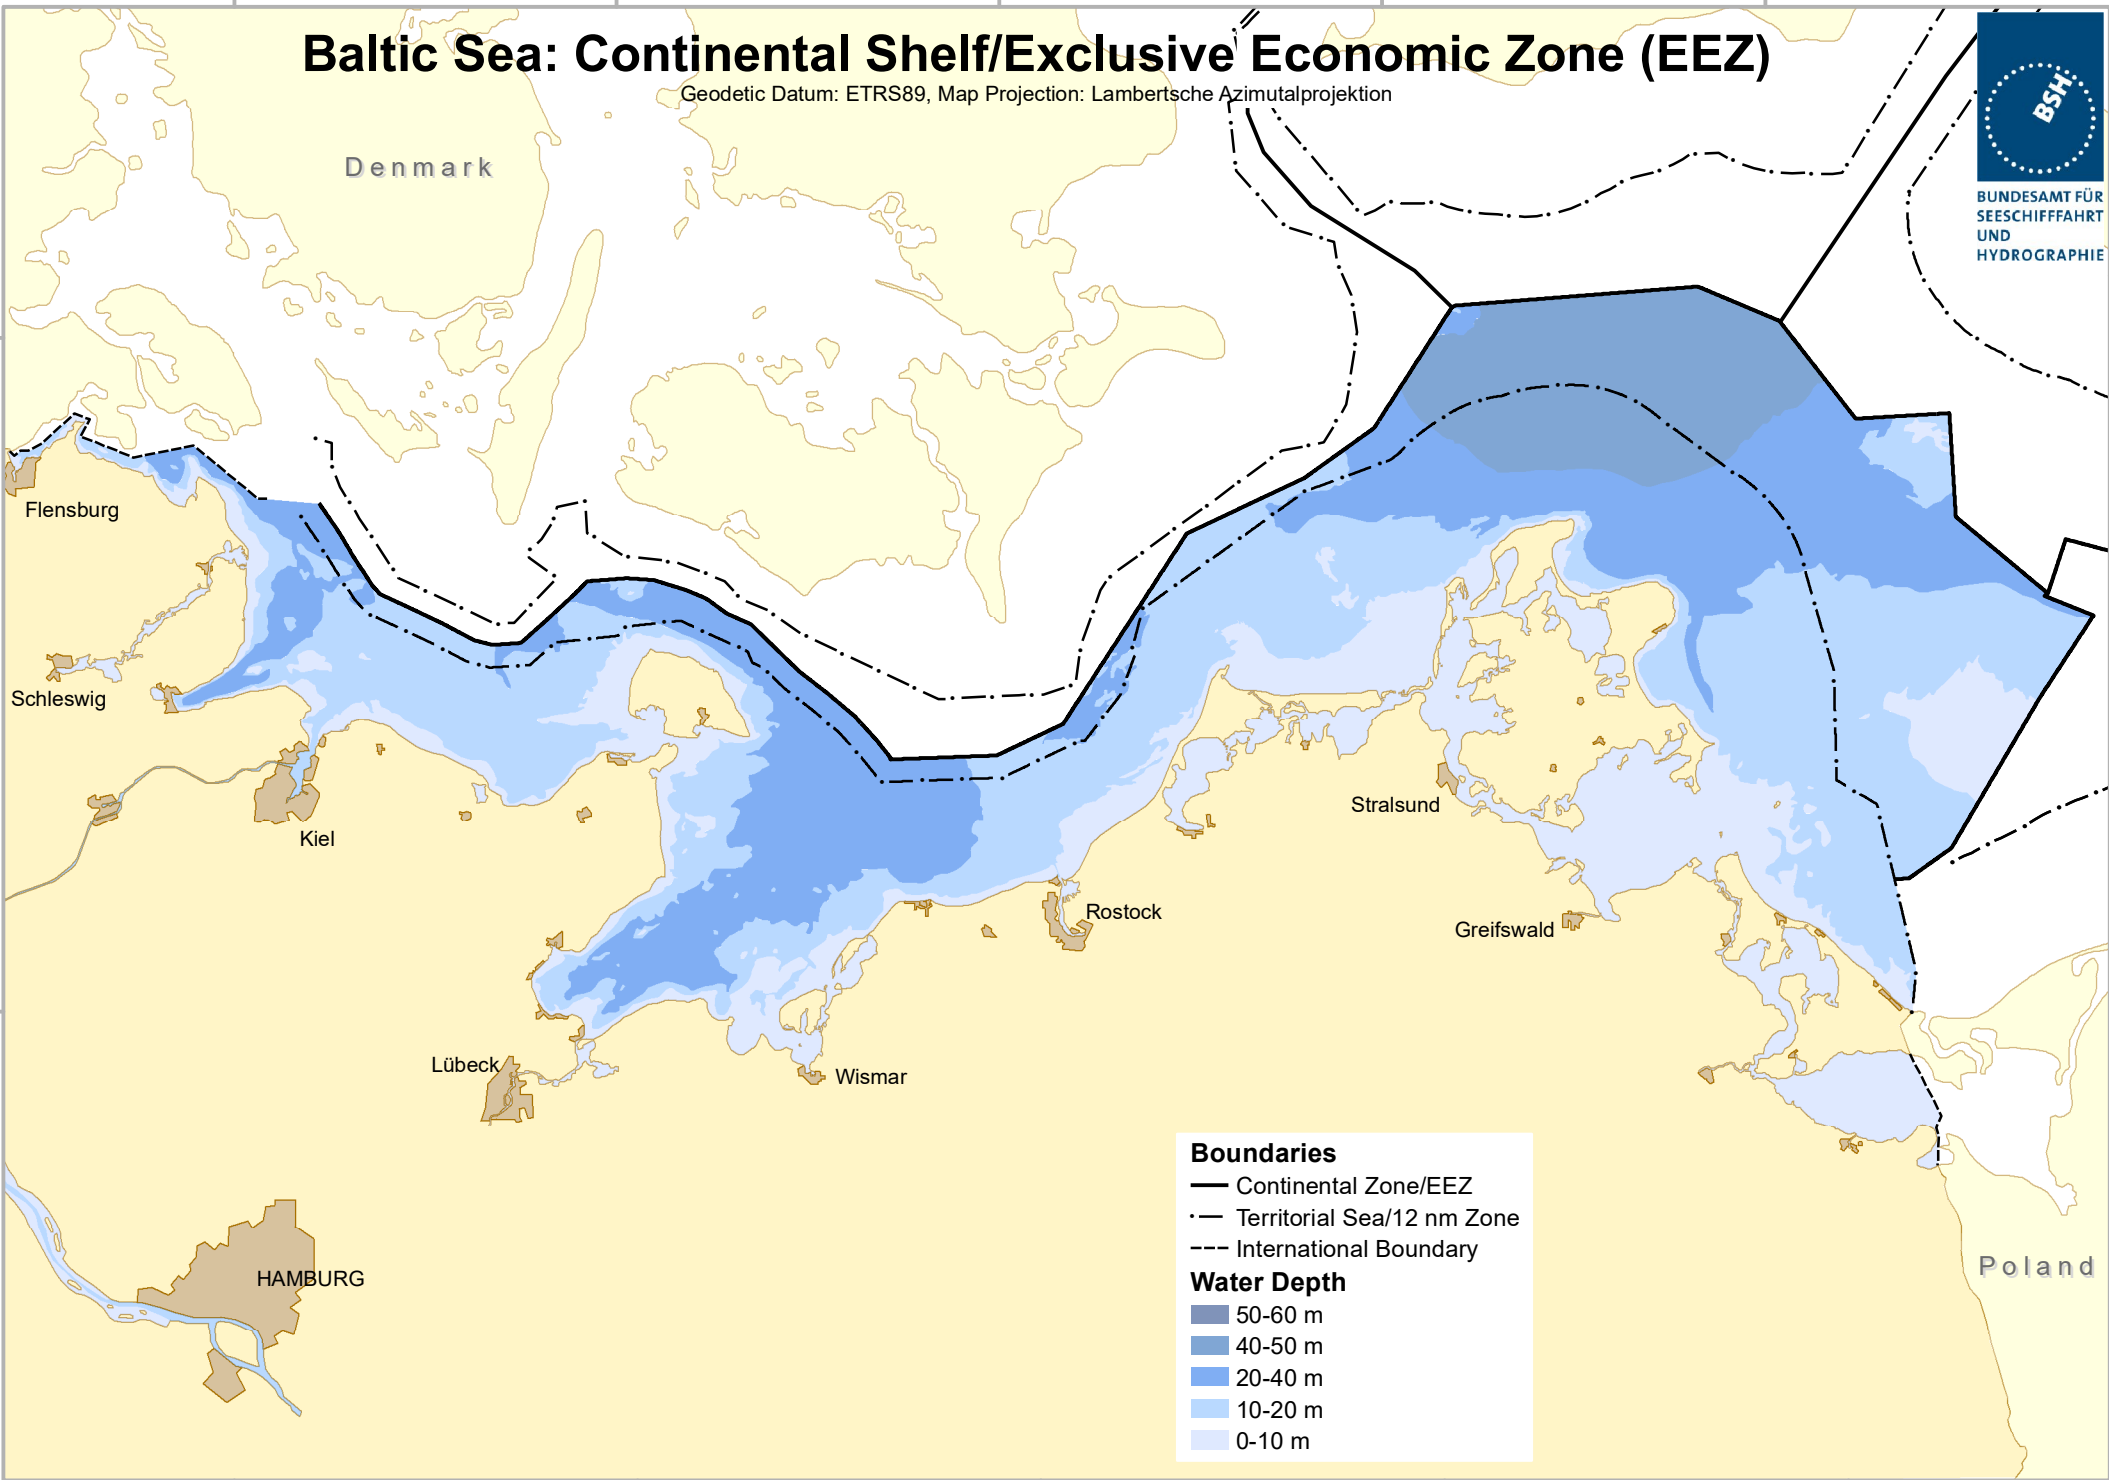 Baltic Sea: Continental Shelf/Exclusive Economic Zone (EEZ)
Geodetic Datum: ETRS89, Map Projection: Lambertsche Azimutalprojektion
BSH
BUNDESAMT FÜR
SEESCHIFFFAHRT
UND
HYDROGRAPHIE
Denmark
Flensburg
Schleswig
Kiel
Stralsund
Rostock
Greifswald
Lübeck
Wismar
HAMBURG
Poland
Boundaries
Continental Zone/EEZ
Territorial Sea/12 nm Zone
International Boundary
Water Depth
50-60 m
40-50 m
20-40 m
10-20 m
0-10 m